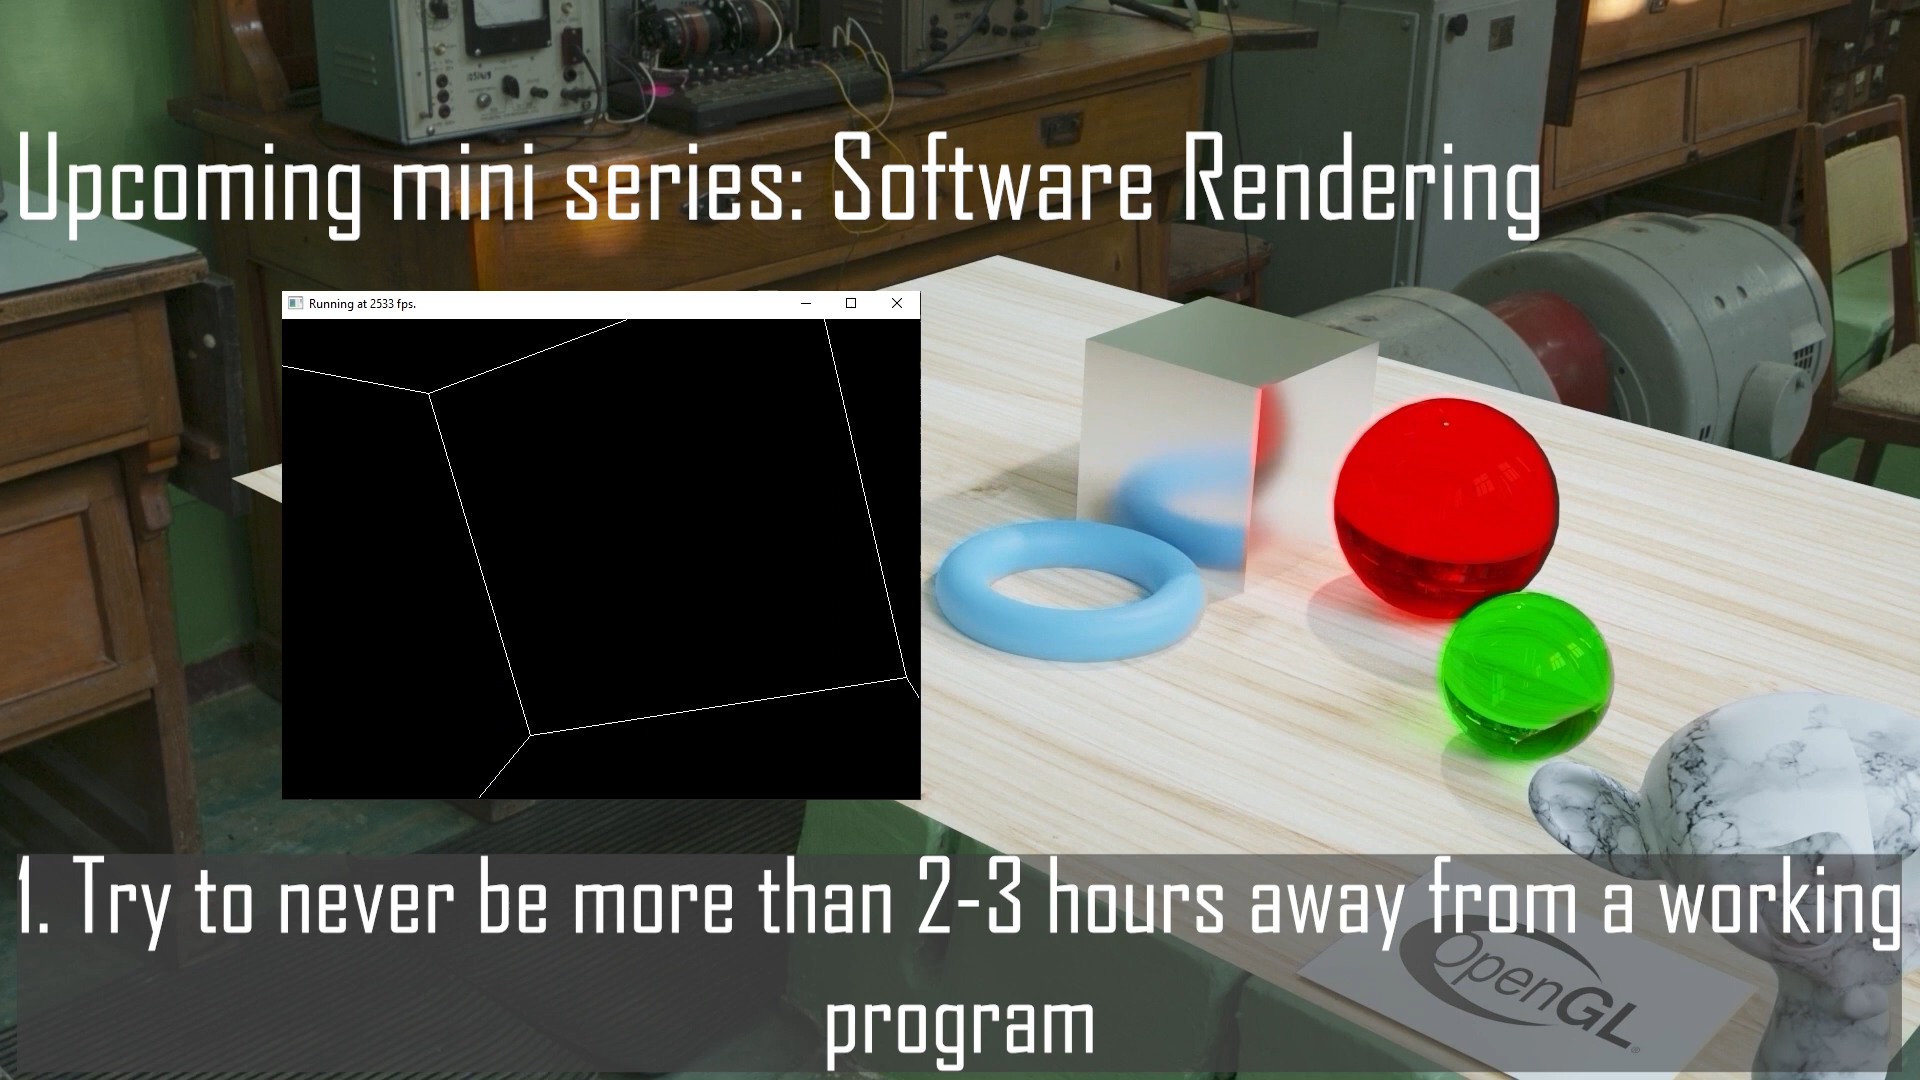 Upcoming mini series: Software Rendering
Running at 2533 fps.
1. Try to never be more than 2-3 hours away from a working
program
OpenGL